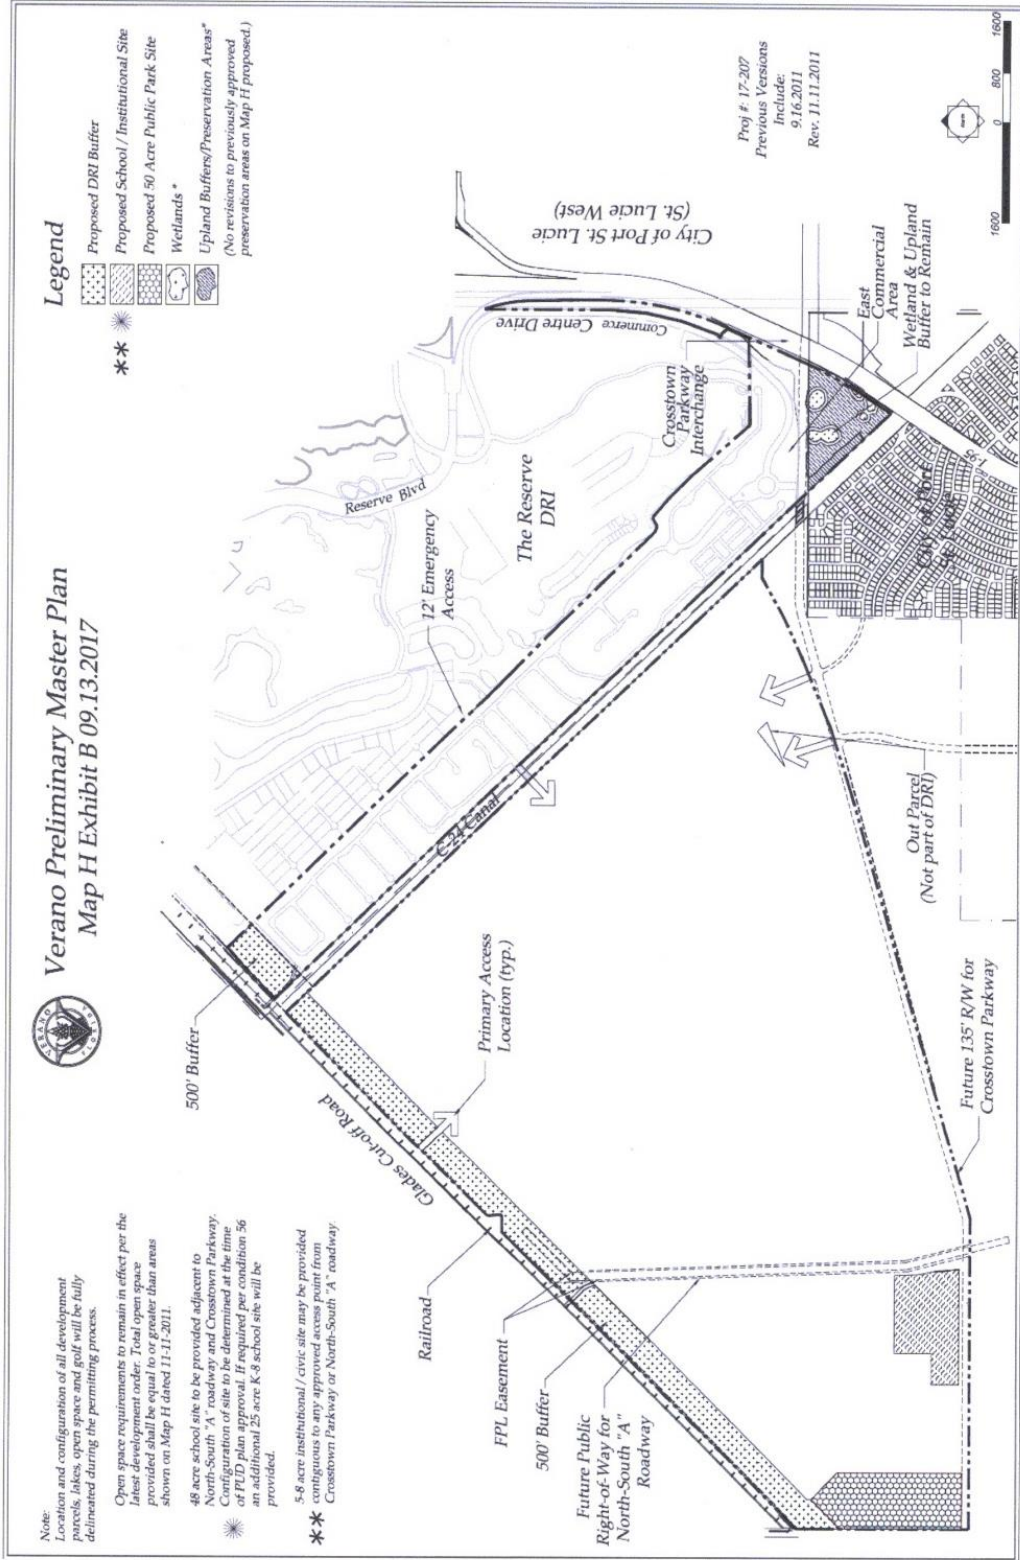 Verano Preliminary Master Plan
Map H Exhibit B 09.13.2017
VERANO
FLORIDA
Note:
Location and configuration of all development
parcels, lakes, open space and golf will be fully
delineated during the permitting process.
Open space requirements to remain in effect per the
latest development order. Total open space
provided shall be equal to or greater than areas
shown on Map H dated 11-11-2011.
48 acre school site to be provided adjacent to
North-South "A" roadway and Crosstown Parkway.
Configuration of site to be determined at the time
of PUD plan approval. If required per condition 56
an additional 25 acre K-8 school site will be
provided.
**
5-8 acre institutional / civic site may be provided
contiguous to any approved access point from
Crosstown Parkway or North-South "A" roadway.
Legend
Proposed DRI Buffer
**
Proposed School / Institutional Site
Proposed 50 Acre Public Park Site
Wetlands *
Upland Buffers/Preservation Areas*
(No revisions to previously approved
preservation areas on Map H proposed.)
500' Buffer
Glades Cut-off Road
Railroad
Primary Access
Location (typ.)
FPL Easement
500' Buffer
Future Public
Right-of-Way for
North-South "A"
Roadway
C-24 Canal
12' Emergency
Access
Reserve Blvd
The Reserve
DRI
Commerce Centre Drive
City of Port St. Lucie
(St. Lucie West)
Crosstown
Parkway
Interchange
East
Commercial
Area
Wetland & Upland
Buffer to Remain
I-95
City of Port
St. Lucie
Out Parcel
(Not part of DRI)
Future 135' R/W for
Crosstown Parkway
Proj #: 17-207
Previous Versions
Include:
9.16.2011
Rev. 11.11.2011
North
1600 0 800 1600